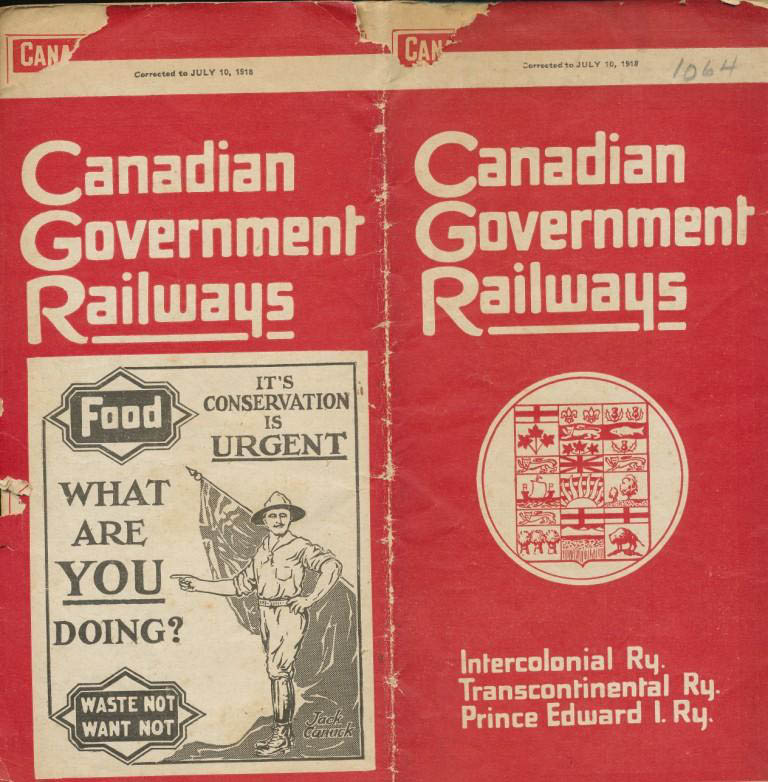 Corrected to JULY 10, 1918
Canadian
Government
Railways
Food
IT'S
CONSERVATION
IS
URGENT
WHAT
ARE
YOU
DOING?
WASTE NOT
WANT NOT
Jack
Canuck
Corrected to JULY 10, 1918
1064
Canadian
Government
Railways
Intercolonial Ry.
Transcontinental Ry.
Prince Edward I. Ry.